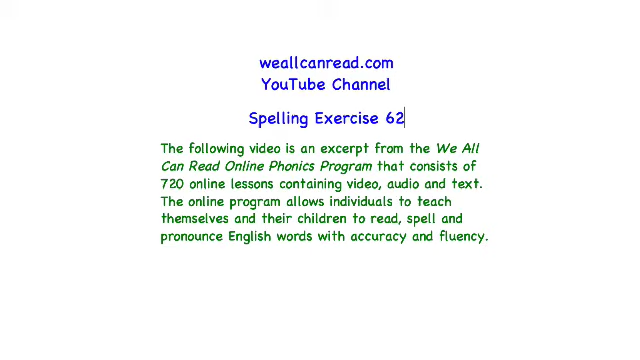 weallcanread.com
YouTube Channel
Spelling Exercise 62
The following video is an excerpt from the We All
Can Read Online Phonics Program that consists of
720 online lessons containing video, audio and text.
The online program allows individuals to teach
themselves and their children to read, spell and
pronounce English words with accuracy and fluency.